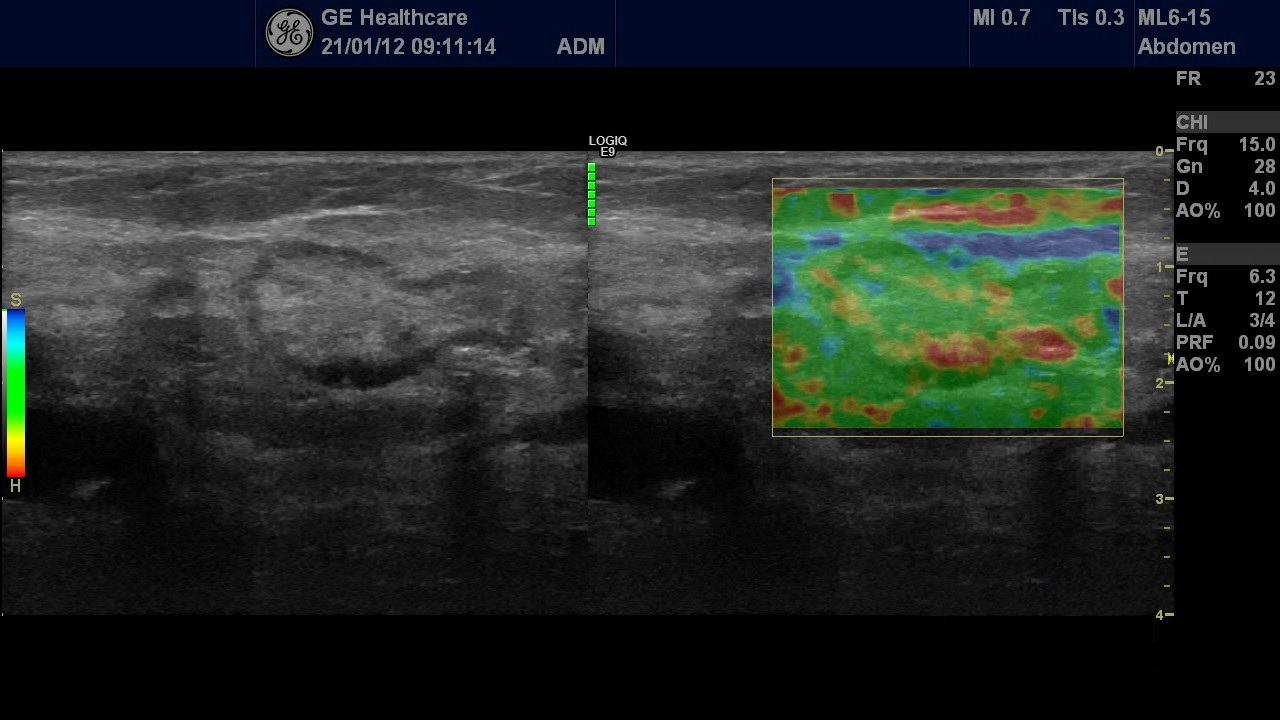 GE GE Healthcare
21/01/12 09:11:14 ADM
MI 0.7 TIs 0.3
ML6-15
Abdomen
FR 23
CHI
Frq 15.0
Gn 28
D 4.0
AO% 100
E
Frq 6.3
T 12
L/A 3/4
PRF 0.09
AO% 100
LOGIQ
E9
S
H
0
1
2
3
4